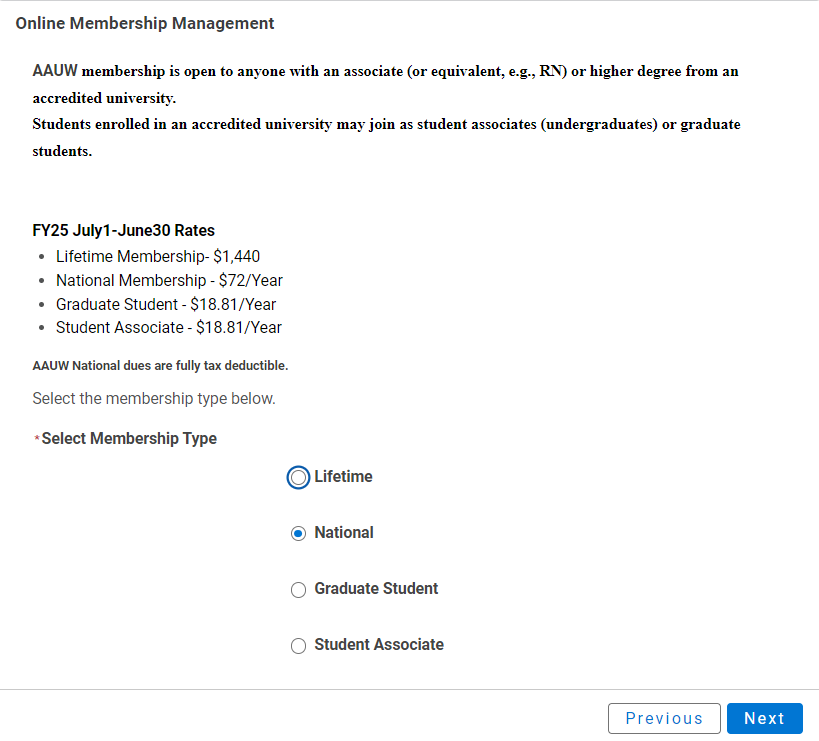 Online Membership Management
AAUW membership is open to anyone with an associate (or equivalent, e.g., RN) or higher degree from an
accredited university.
Students enrolled in an accredited university may join as student associates (undergraduates) or graduate
students.
FY25 July1-June30 Rates
• Lifetime Membership- $1,440
• National Membership - $72/Year
• Graduate Student - $18.81/Year
• Student Associate - $18.81/Year
AAUW National dues are fully tax deductible.
Select the membership type below.
*Select Membership Type
Lifetime
National
Graduate Student
Student Associate
Previous Next